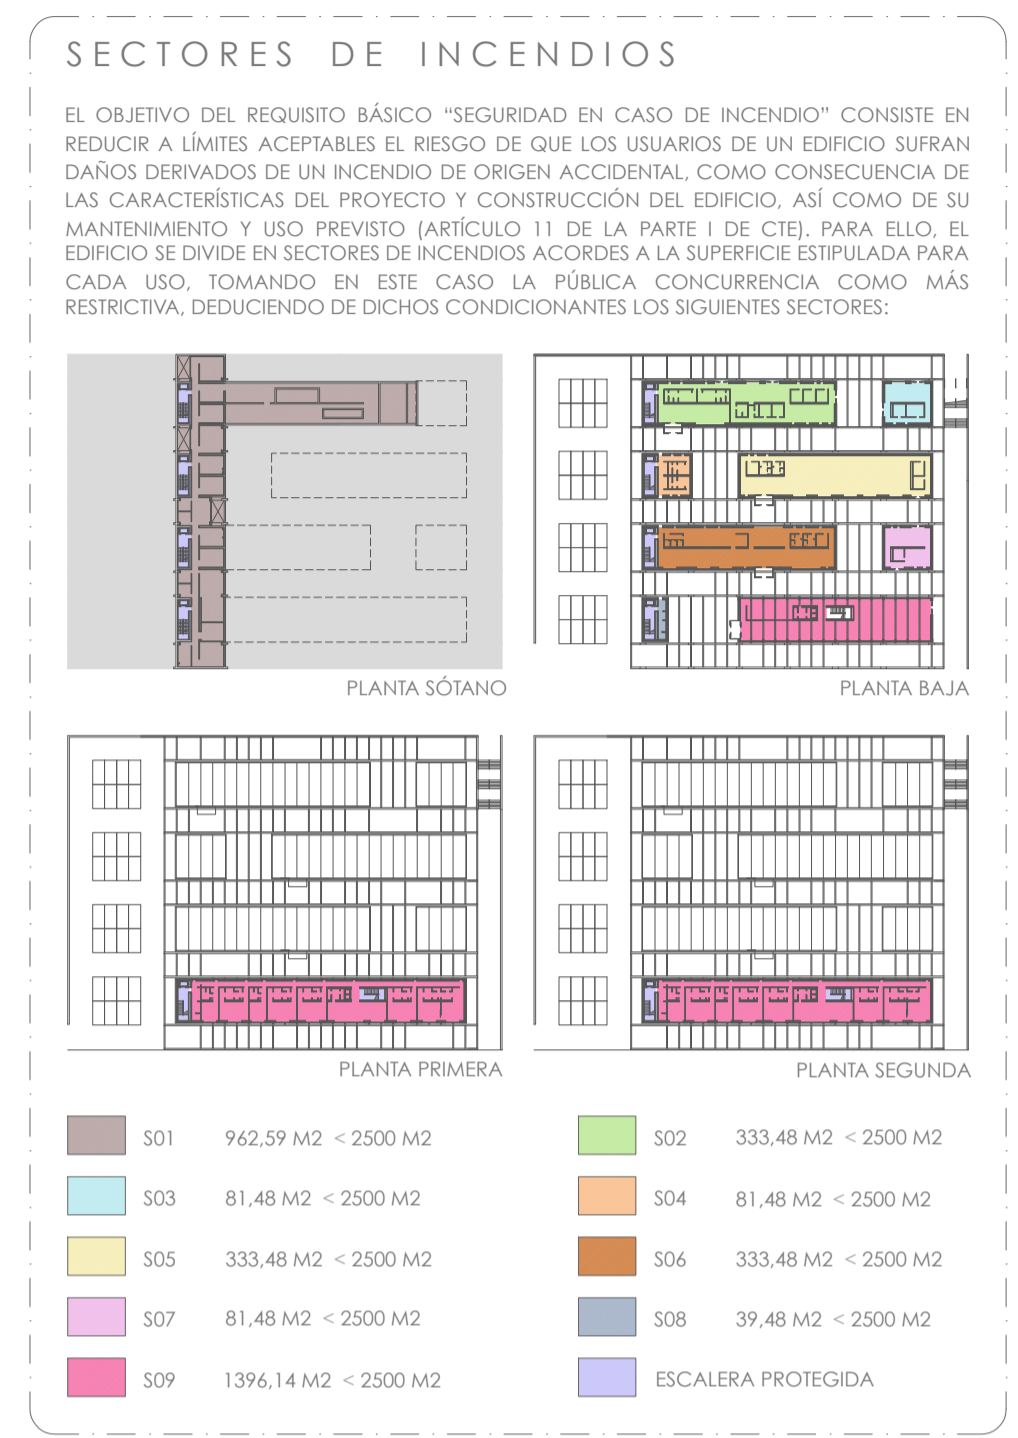 SECTORES DE INCENDIOS
EL OBJETIVO DEL REQUISITO BÁSICO “SEGURIDAD EN CASO DE INCENDIO” CONSISTE EN
REDUCIR A LÍMITES ACEPTABLES EL RIESGO DE QUE LOS USUARIOS DE UN EDIFICIO SUFRAN
DAÑOS DERIVADOS DE UN INCENDIO DE ORIGEN ACCIDENTAL, COMO CONSECUENCIA DE
LAS CARACTERÍSTICAS DEL PROYECTO Y CONSTRUCCIÓN DEL EDIFICIO, ASÍ COMO DE SU
MANTENIMIENTO Y USO PREVISTO (ARTÍCULO 11 DE LA PARTE I DE CTE). PARA ELLO, EL
EDIFICIO SE DIVIDE EN SECTORES DE INCENDIOS ACORDES A LA SUPERFICIE ESTIPULADA PARA
CADA USO, TOMANDO EN ESTE CASO LA PÚBLICA CONCURRENCIA COMO MÁS
RESTRICTIVA, DEDUCIENDO DE DICHOS CONDICIONANTES LOS SIGUIENTES SECTORES:
PLANTA SÓTANO
PLANTA BAJA
PLANTA PRIMERA
PLANTA SEGUNDA
S01 962,59 M2 < 2500 M2
S02 333,48 M2 < 2500 M2
S03 81,48 M2 < 2500 M2
S04 81,48 M2 < 2500 M2
S05 333,48 M2 < 2500 M2
S06 333,48 M2 < 2500 M2
S07 81,48 M2 < 2500 M2
S08 39,48 M2 < 2500 M2
S09 1396,14 M2 < 2500 M2
ESCALERA PROTEGIDA